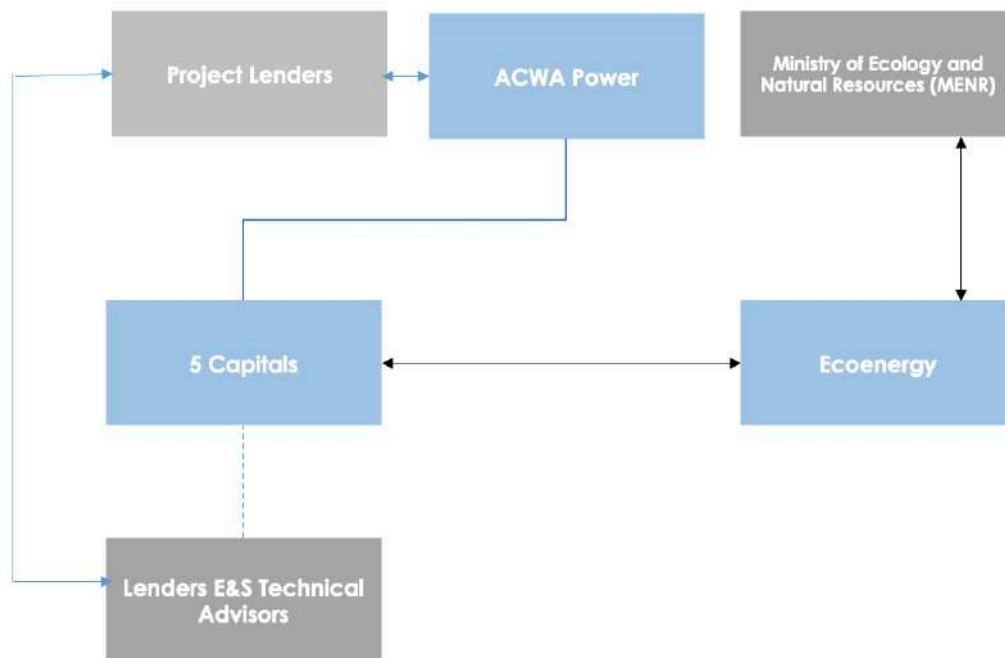 Project Lenders
ACWA Power
Ministry of Ecology and
Natural Resources (MENR)
5 Capitals
Ecoenergy
Lenders E&S Technical
Advisors